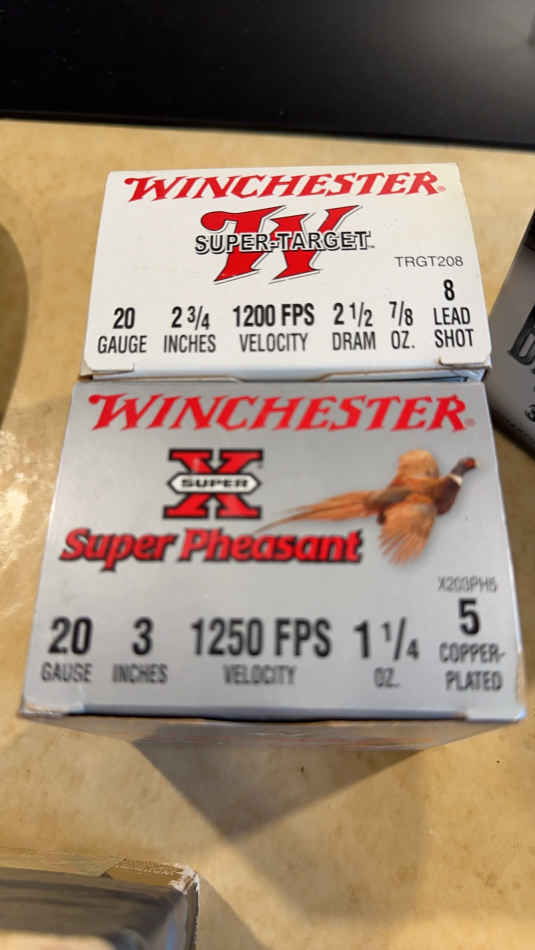 WINCHESTER®
W
SUPER-TARGET™
TRGT208
20 GAUGE 2 3/4 INCHES 1200 FPS VELOCITY 2 1/2 DRAM 7/8 OZ. 8 LEAD SHOT
WINCHESTER®
X
SUPER
Super Pheasant
X203PH5
20 GAUGE 3 INCHES 1250 FPS VELOCITY 1 1/4 OZ. 5 COPPER-PLATED